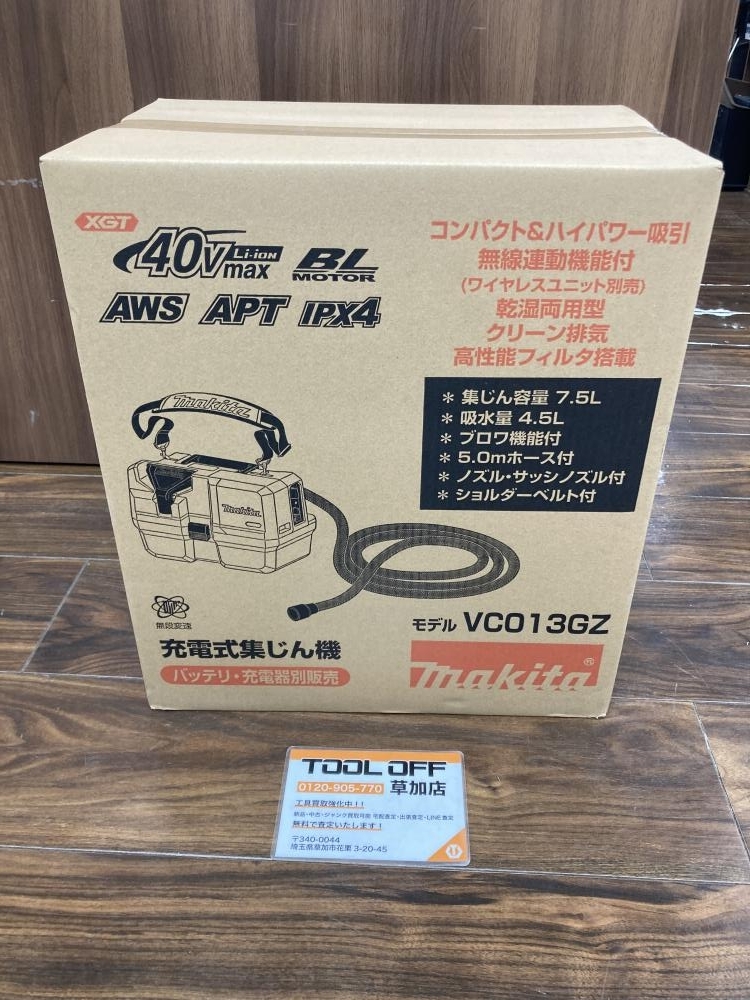 XGT
40Vmax Li-ion
BL MOTOR
AWS APT IPX4
コンパクト&ハイパワー吸引
無線連動機能付
(ワイヤレスユニット別売)
乾湿両用型
クリーン排気
高性能フィルタ搭載
* 集じん容量 7.5L
* 吸水量 4.5L
* ブロワ機能付
* 5.0mホース付
* ノズル・サッシノズル付
* ショルダーベルト付
makita
makita
無段変速
モデル VC013GZ
充電式集じん機
バッテリ・充電器別販売
makita®
TOOL OFF
0120-905-770 草加店
工具買取強化中!!
新品・中古・ジャンク買取可能 宅配査定・出張査定・LINE査定
無料で査定いたします!
〒340-0044
埼玉県草加市花栗 3-20-45